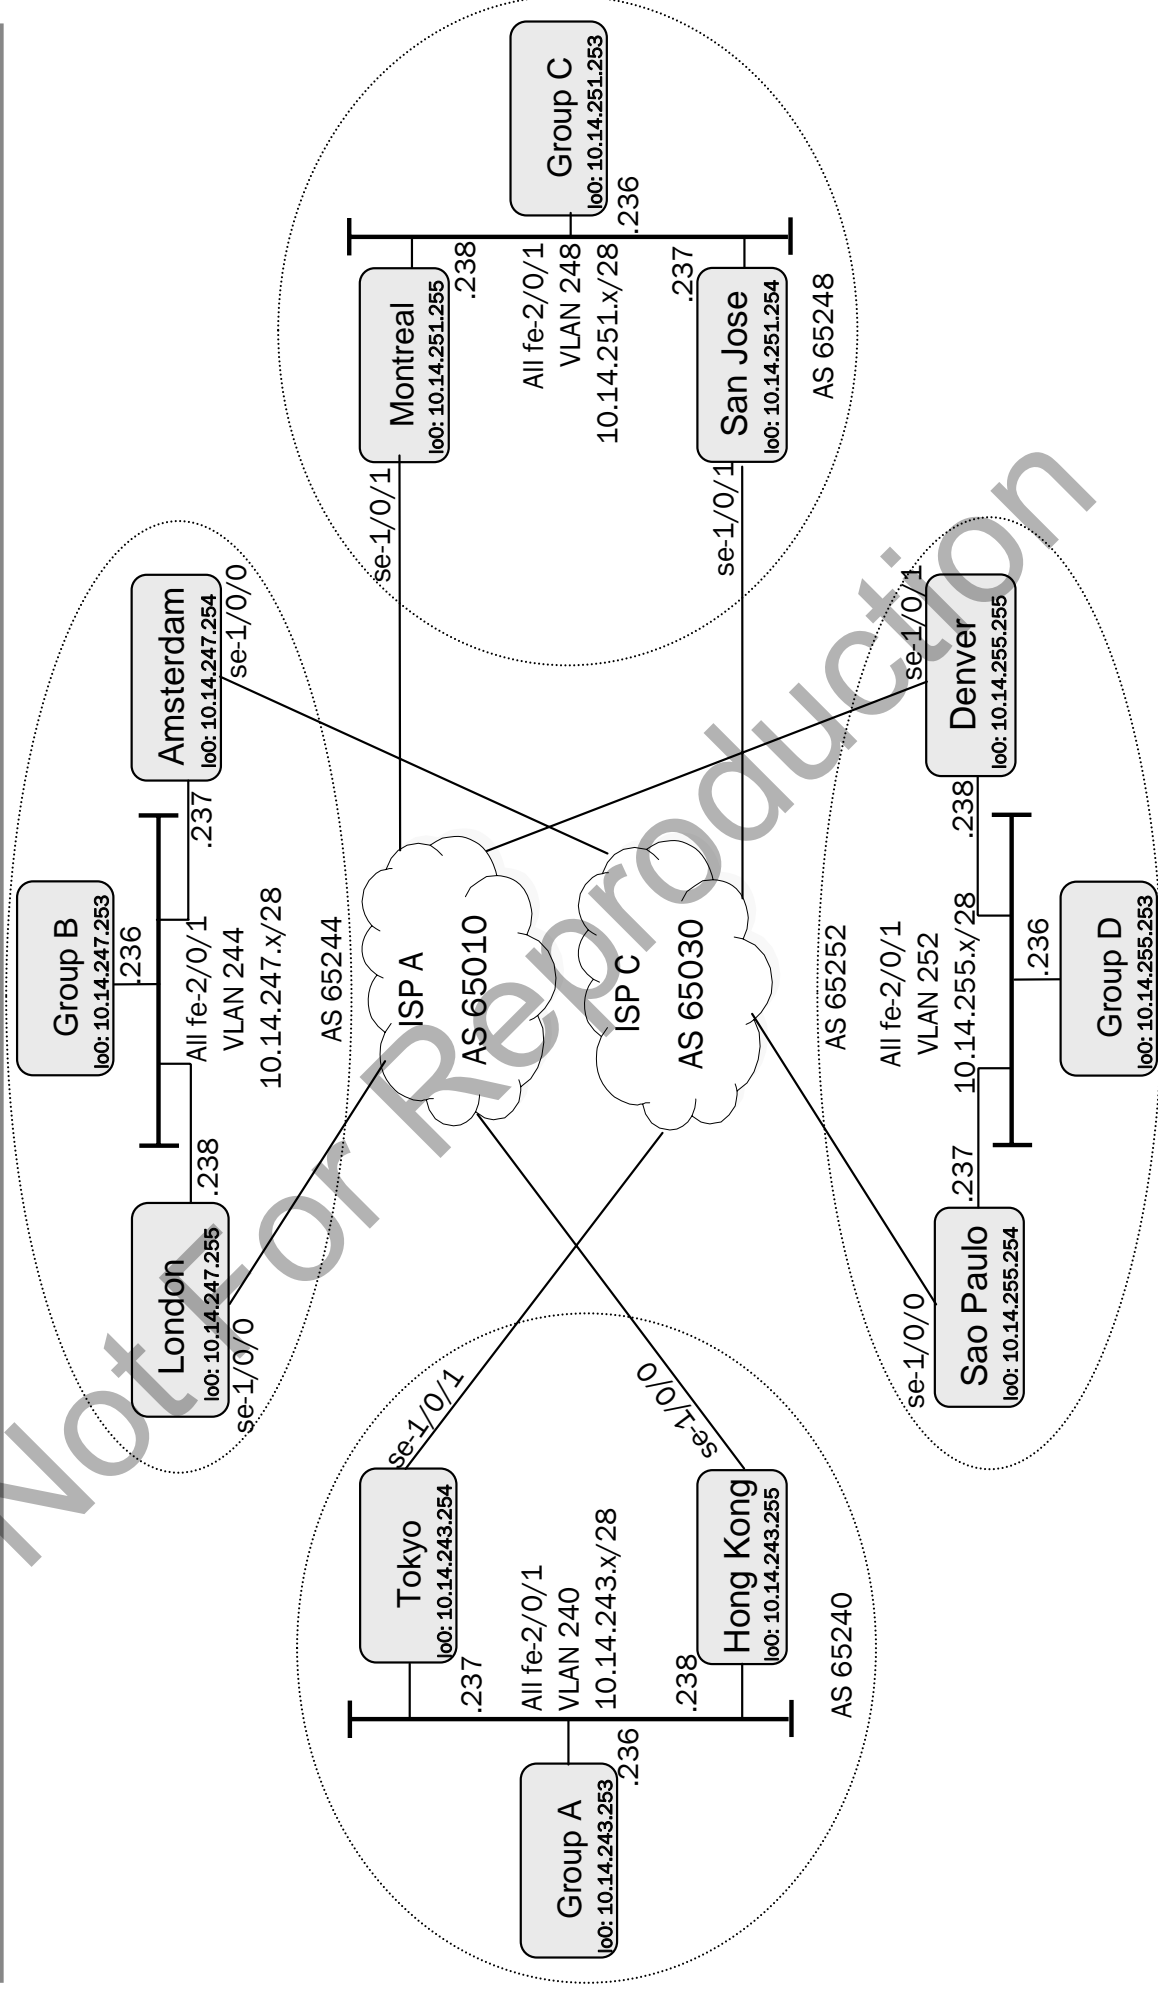 Group B
lo0: 10.14.247.253
.236
London
lo0: 10.14.247.255
se-1/0/0
.238
Amsterdam
lo0: 10.14.247.254
se-1/0/0
.237
All fe-2/0/1
VLAN 244
10.14.247.x/28
AS 65244
Group A
lo0: 10.14.243.253
.236
Tokyo
lo0: 10.14.243.254
se-1/0/1
.237
All fe-2/0/1
VLAN 240
10.14.243.x/28
.238
Hong Kong
lo0: 10.14.243.255
se-1/0/0
AS 65240
ISP A
AS 65010
ISP C
AS 65030
Montreal
lo0: 10.14.251.255
se-1/0/1
.238
All fe-2/0/1
VLAN 248
10.14.251.x/28
.237
San Jose
lo0: 10.14.251.254
se-1/0/1
AS 65248
Group C
lo0: 10.14.251.253
.236
AS 65252
All fe-2/0/1
VLAN 252
10.14.255.x/28
Sao Paulo
lo0: 10.14.255.254
se-1/0/0
.237
Denver
lo0: 10.14.255.255
se-1/0/1
.238
.236
Group D
lo0: 10.14.255.253
Not For Reproduction